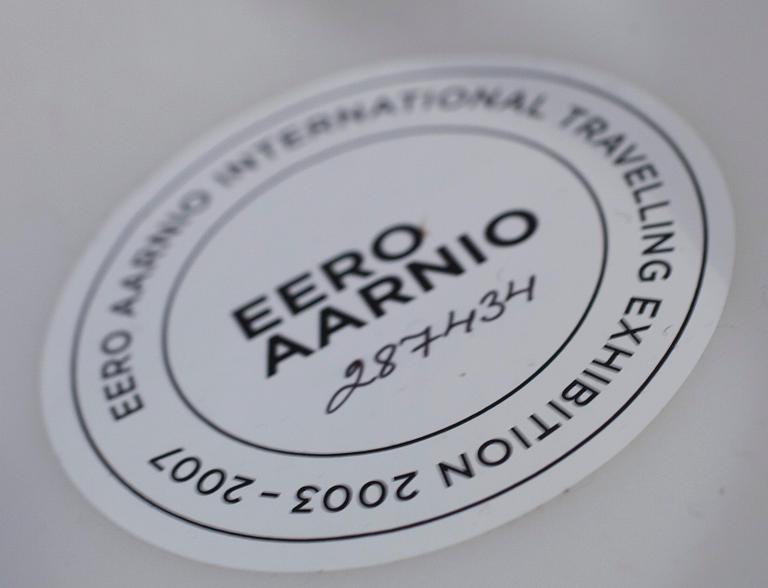 EERO AARNIO INTERNATIONAL TRAVELLING EXHIBITION 2003-2007
EERO
AARNIO
287434